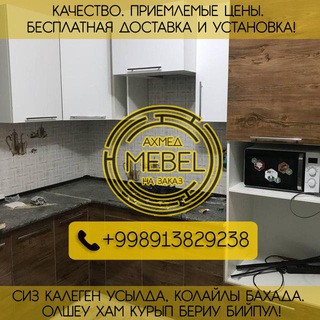 КАЧЕСТВО. ПРИЕМЛЕМЫЕ ЦЕНЫ.
БЕСПЛАТНАЯ ДОСТАВКА И УСТАНОВКА!
АХМЕД
MEBEL
НА ЗАКАЗ
+998913829238
СИЗ КАЛЕГЕН УСЫЛДА, КОЛАЙЛЫ БАХАДА.
ОЛШЕУ ХАМ КУРЫП БЕРИУ БИЙПУЛ!